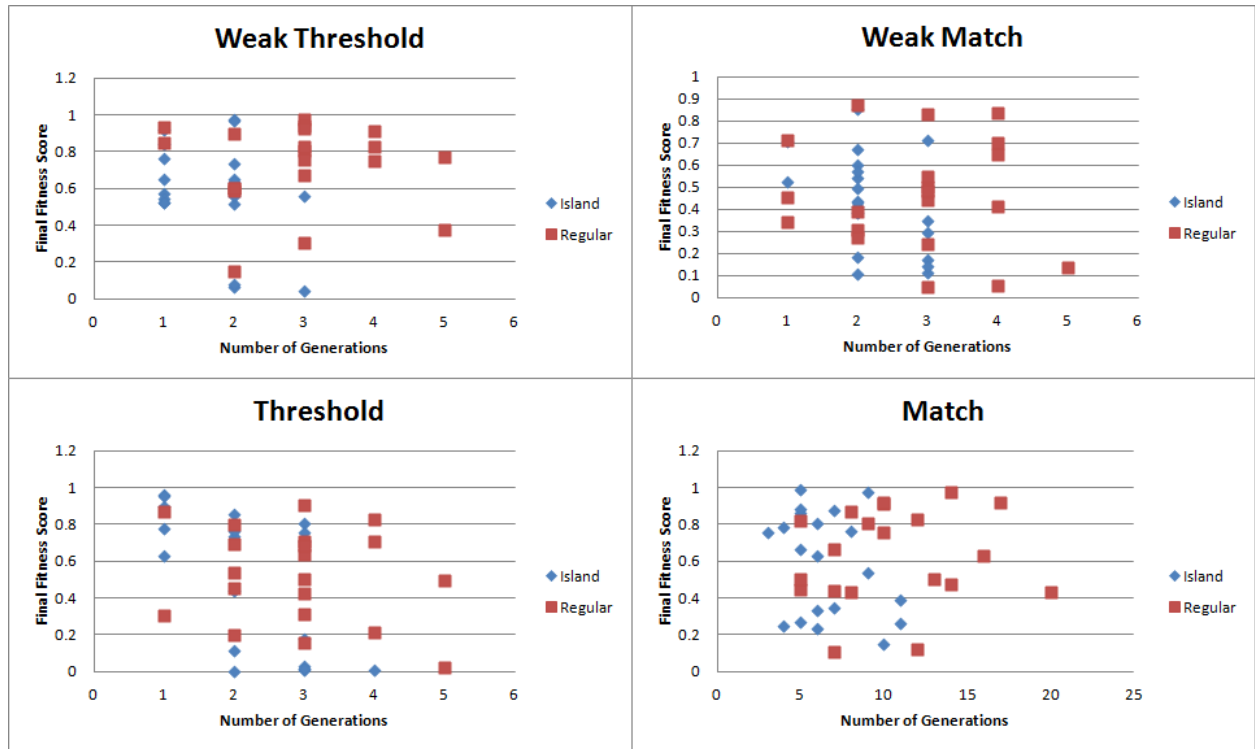 Weak Threshold
Final Fitness Score
1.2
1
0.8
0.6
0.4
0.2
0
0 1 2 3 4 5 6
Number of Generations
Island
Regular
Weak Match
Final Fitness Score
1
0.9
0.8
0.7
0.6
0.5
0.4
0.3
0.2
0.1
0
0 1 2 3 4 5 6
Number of Generations
Island
Regular
Threshold
Final Fitness Score
1.2
1
0.8
0.6
0.4
0.2
0
0 1 2 3 4 5 6
Number of Generations
Island
Regular
Match
Final Fitness Score
1.2
1
0.8
0.6
0.4
0.2
0
0 5 10 15 20 25
Number of Generations
Island
Regular